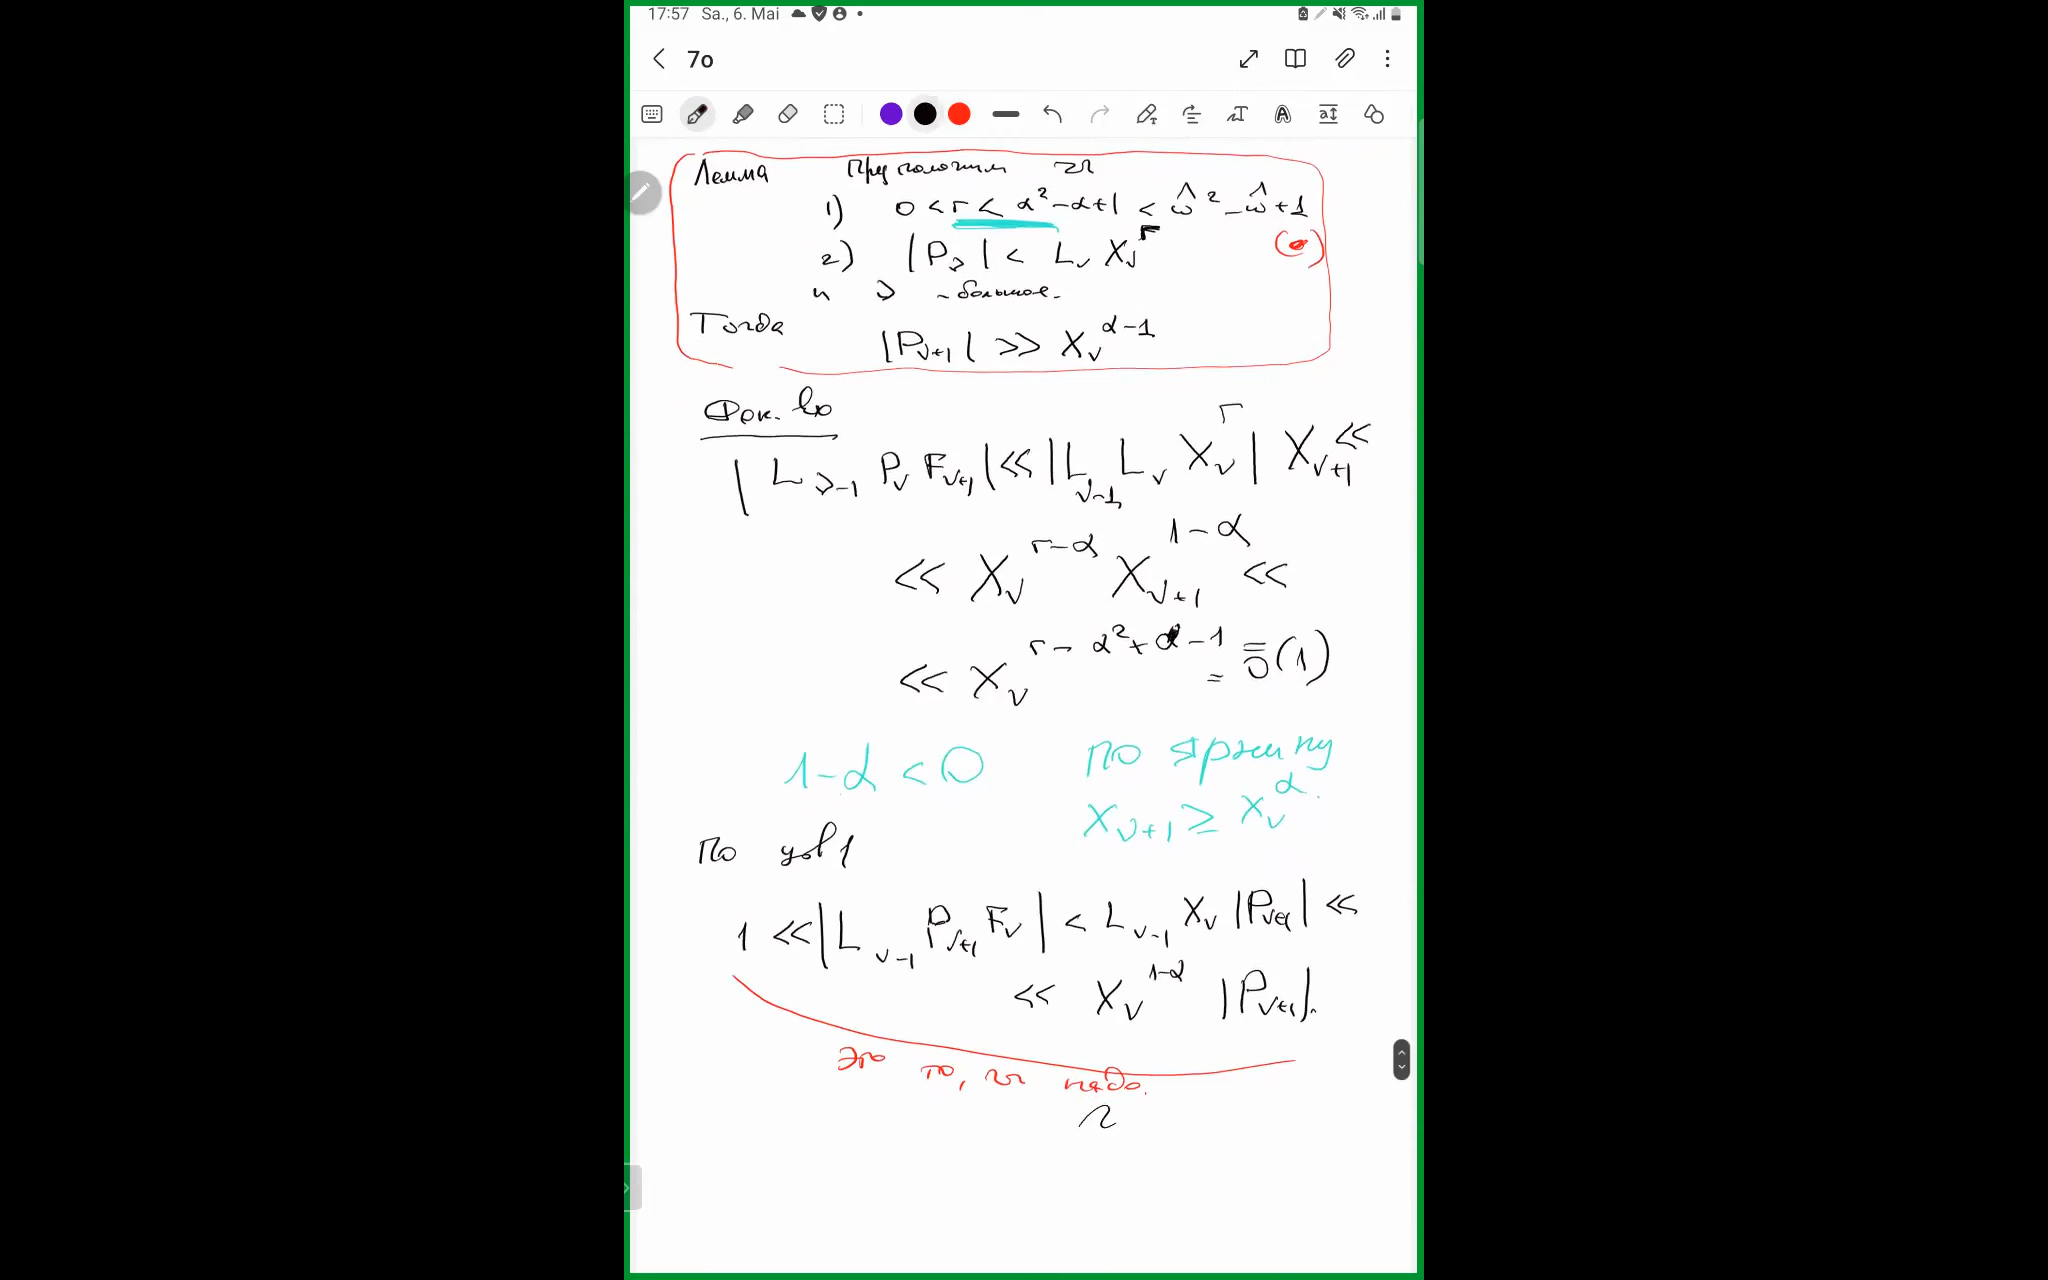 17:57 Sa., 6. Mai
7o
Лемма Предположим что
1) 0 < r < α² - α + 1 < ω̂² - ω̂ + 1
2) |P_ν| < L_ν X_ν^r (•)
и ν - большое.
Тогда |P_{ν+1}| >> X_ν^{α-1}
Док-во
|L_{ν-1} P_ν F_{ν+1}| << |L_{ν-1} L_ν X_ν^r| X_{ν+1} <<
<< X_ν^{r-α} X_{ν+1}^{1-α} <<
<< X_ν^{r-α²+α-1} = ō(1)
1-α < 0 по Ярнику
X_{ν+1} ≥ X_ν^α.
По усл 1
1 << |L_{ν-1} P_{ν+1} F_ν| < L_{ν-1} X_ν |P_{ν+1}| <<
<< X_ν^{1-α} |P_{ν+1}|.
Это то, что надо.